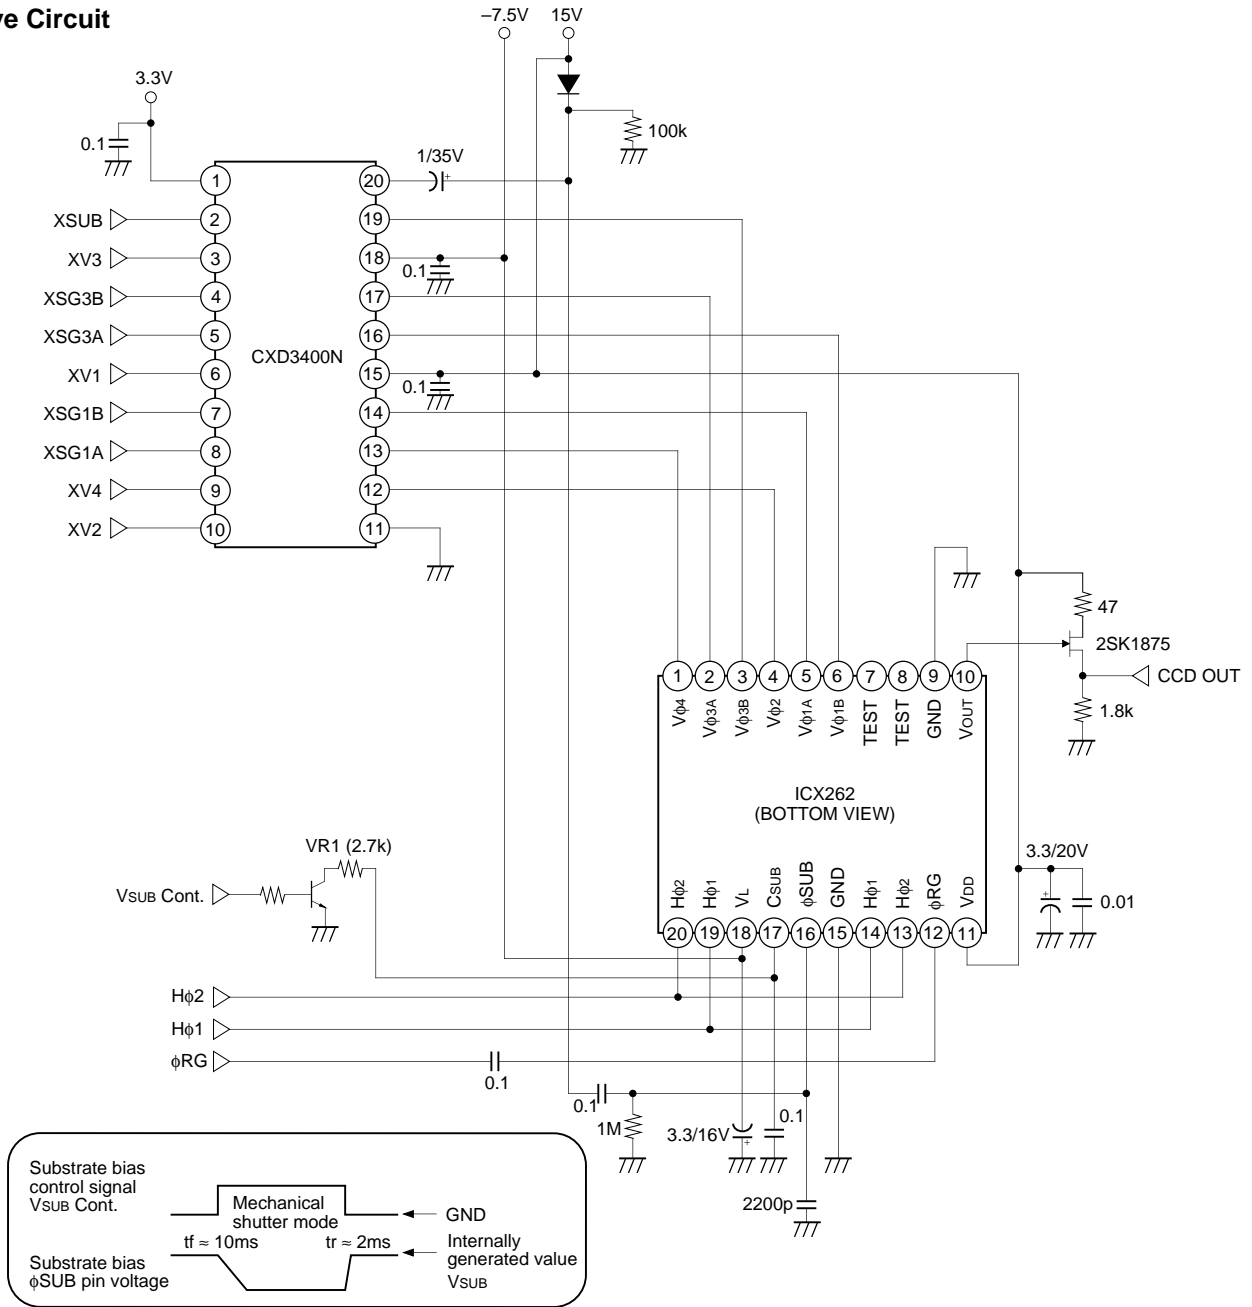 ve Circuit
–7.5V 15V
3.3V
0.1
100k
1/35V
1 20
XSUB 2 19
XV3 3 18
0.1
XSG3B 4 17
XSG3A 5 16
CXD3400N
XV1 6 15
0.1
XSG1B 7 14
XSG1A 8 13
XV4 9 12
XV2 10 11
47
2SK1875
CCD OUT
1.8k
1 2 3 4 5 6 7 8 9 10
Vϕ4 Vϕ3A Vϕ3B Vϕ2 Vϕ1A Vϕ1B TEST TEST GND VOUT
ICX262
(BOTTOM VIEW)
VR1 (2.7k)
VSUB Cont.
3.3/20V
0.01
Hϕ2 Hϕ1 VL CSUB ϕSUB GND Hϕ1 Hϕ2 ϕRG VDD
20 19 18 17 16 15 14 13 12 11
Hϕ2
Hϕ1
ϕRG
0.1
0.1
1M
3.3/16V
0.1
2200p
Substrate bias
control signal
VSUB Cont.
Mechanical
shutter mode
GND
tf ≈ 10ms tr ≈ 2ms
Substrate bias
ϕSUB pin voltage
Internally
generated value
VSUB